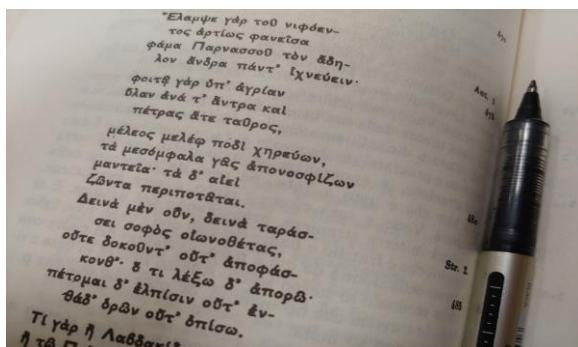 Ἔλαμψε γὰρ τοῦ νιφόεν-
τος ἀρτίως φανεῖσα
φάμα Παρνασσοῦ τὸν ἄδη-
λον ἄνδρα πάντ' ἰχνεύειν·
Ant. 1
φοιτᾷ γὰρ ὑπ' ἀγρίαν
ὕλαν ἀνά τ' ἄντρα καὶ
πέτρας ἅτε ταῦρος,
μέλεος μελέῳ ποδὶ χηρεύων,
τὰ μεσόμφαλα γᾶς ἀπονοσφίζων
μαντεῖα· τὰ δ' αἰεὶ
ζῶντα περιποτᾶται.
Str. 2.
Δεινὰ μὲν οὖν, δεινὰ ταράσ-
σει σοφὸς οἰωνοθέτας,
οὔτε δοκοῦντ' οὔτ' ἀποφάσ-
κονθ'· ὅ τι λέξω δ' ἀπορῶ·
πέτομαι δ' ἐλπίσιν οὔτ' ἐν-
θάδ' ὁρῶν οὔτ' ὀπίσω.
Τί γὰρ ἢ Λαβδακί
ἢ τῷ